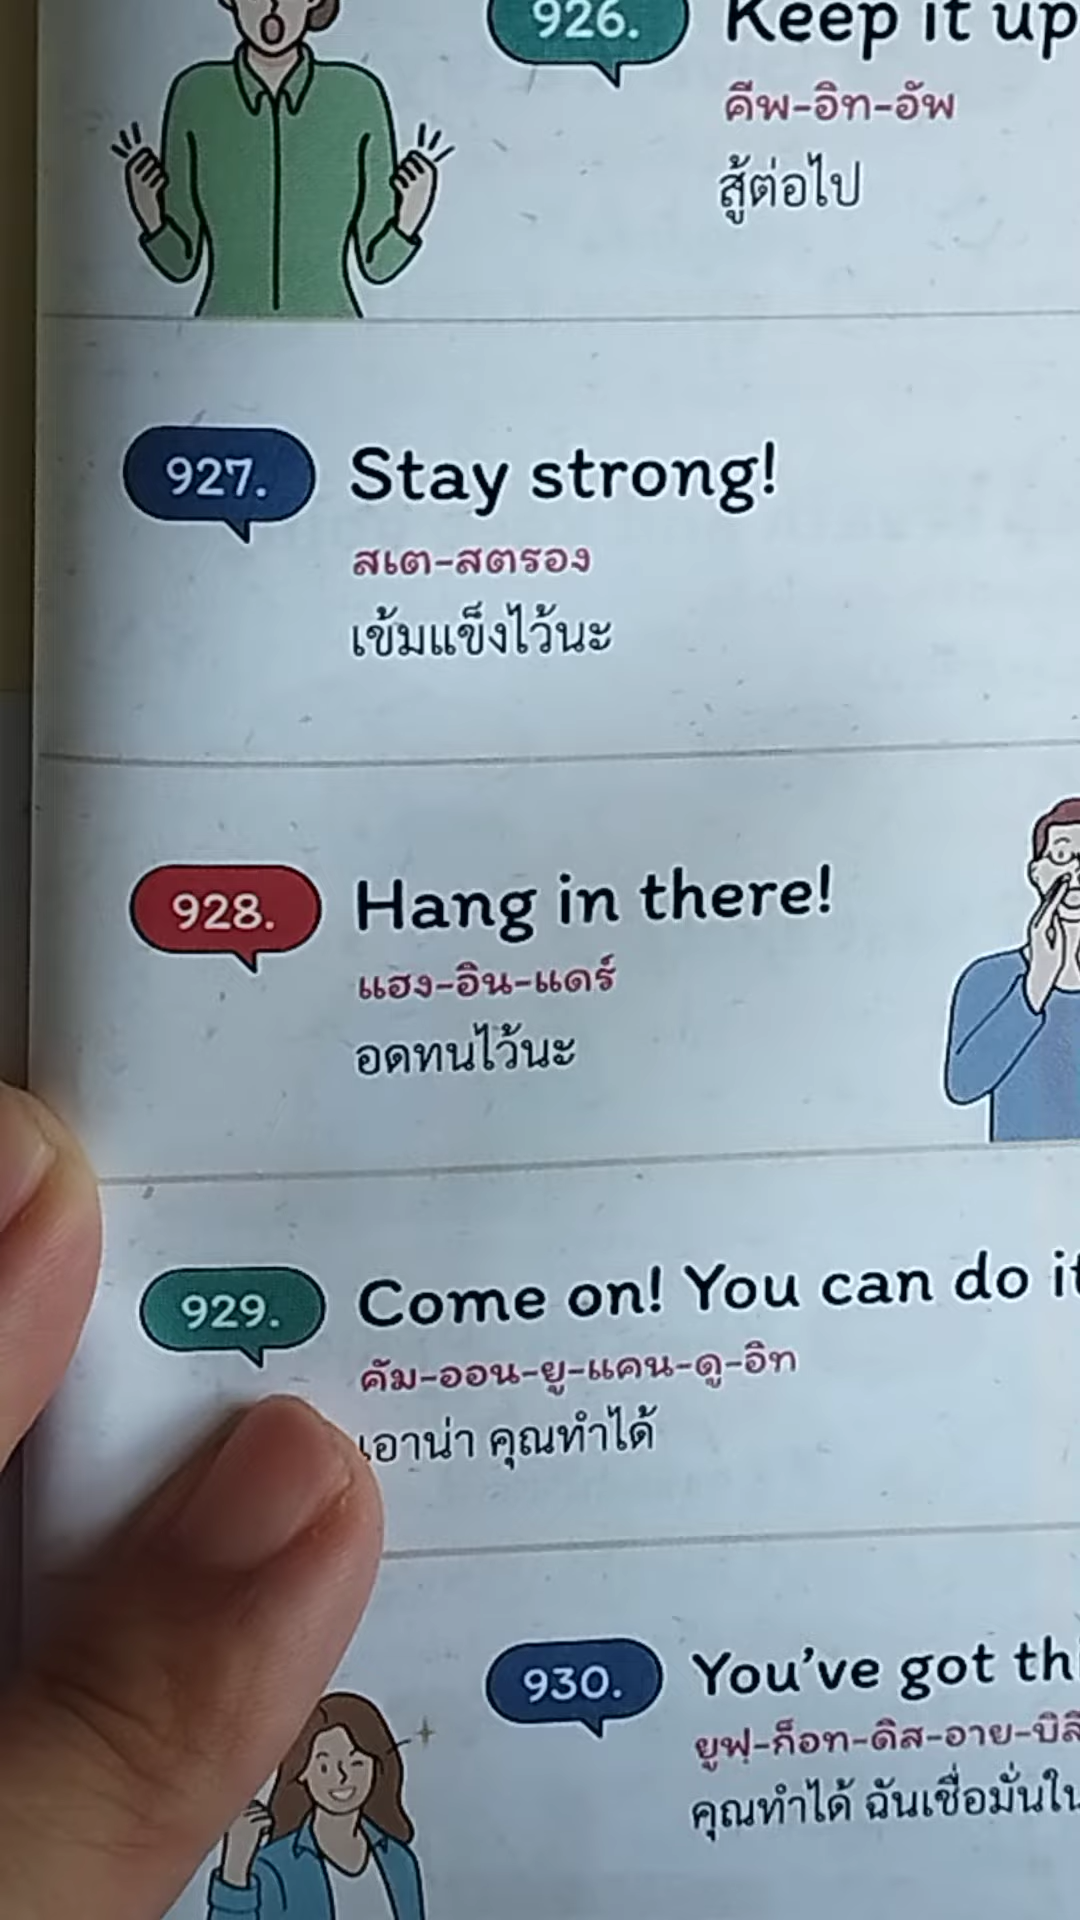 926. Keep it up
คีพ-อิท-อัพ
สู้ต่อไป
927. Stay strong!
สเต-สตรอง
เข้มแข็งไว้นะ
928. Hang in there!
แฮง-อิน-แดร์
อดทนไว้นะ
929. Come on! You can do it
คัม-ออน-ยู-แคน-ดู-อิท
เอาน่า คุณทำได้
930. You've got
ยูฟ-ก็อท-ดิส-อาย
คุณทำได้ ฉันเชื่อมั่นใน